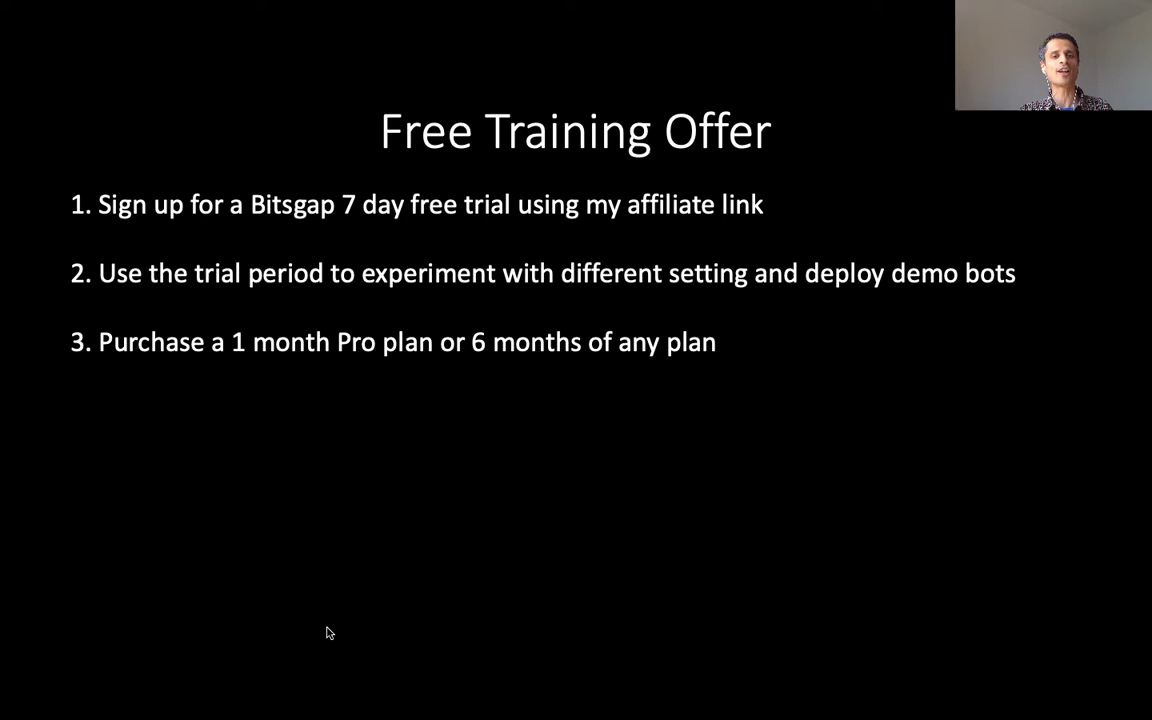 Free Training Offer
1. Sign up for a Bitsgap 7 day free trial using my affiliate link
2. Use the trial period to experiment with different setting and deploy demo bots
3. Purchase a 1 month Pro plan or 6 months of any plan